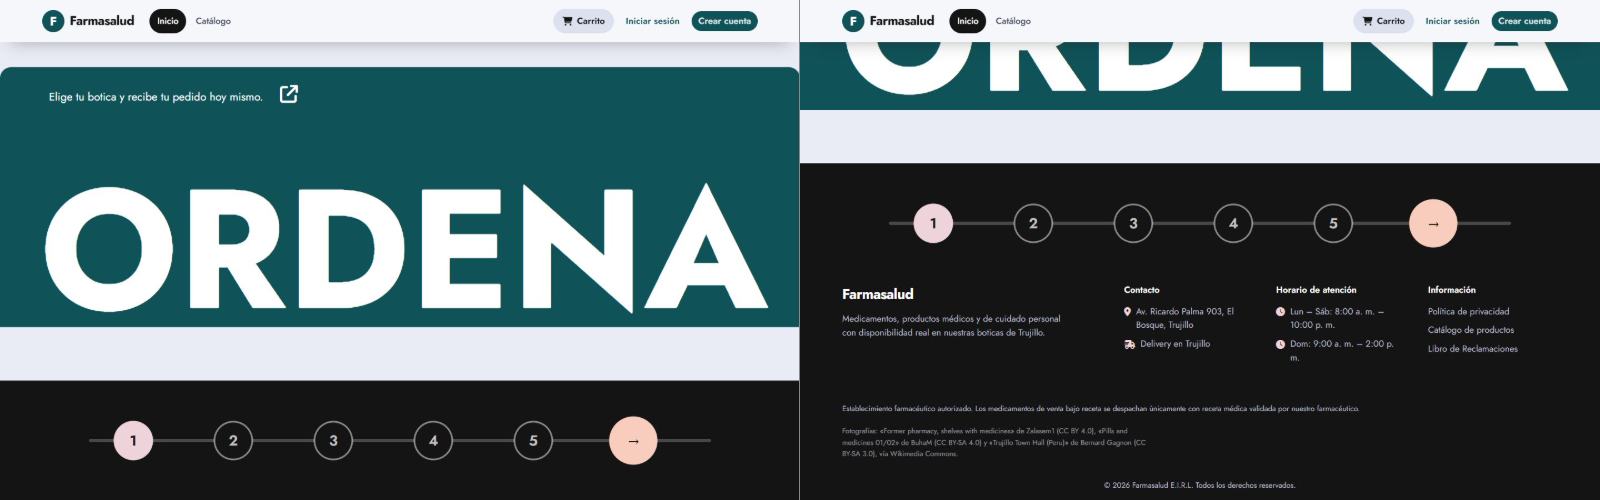 F Farmasalud Inicio Catálogo Carrito Iniciar sesión Crear cuenta
Elige tu botica y recibe tu pedido hoy mismo.
ORDENA
1 2 3 4 5 →
F Farmasalud Inicio Catálogo Carrito Iniciar sesión Crear cuenta
ORDENA
1 2 3 4 5 →
Farmasalud
Medicamentos, productos médicos y de cuidado personal
con disponibilidad real en nuestras boticas de Trujillo.
Contacto
Av. Ricardo Palma 903, El
Bosque, Trujillo
Delivery en Trujillo
Horario de atención
Lun – Sáb: 8:00 a. m. –
10:00 p. m.
Dom: 9:00 a. m. – 2:00 p.
m.
Información
Política de privacidad
Catálogo de productos
Libro de Reclamaciones
Establecimiento farmacéutico autorizado. Los medicamentos de venta bajo receta se despachan únicamente con receta médica validada por nuestro farmacéutico.
Fotografías: «Former pharmacy, shelves with medicines» de Zalasem1 (CC BY 4.0), «Pills and
medicines 01/02» de BuhaM (CC BY-SA 4.0) y «Trujillo Town Hall (Peru)» de Bernard Gagnon (CC
BY-SA 3.0), vía Wikimedia Commons.
© 2026 Farmasalud E.I.R.L. Todos los derechos reservados.